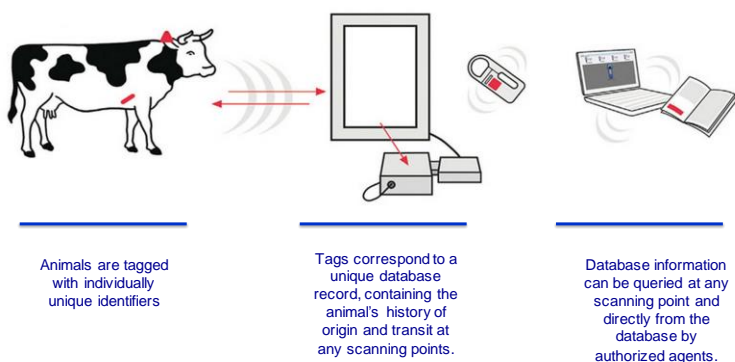 Animals are tagged
with individually
unique identifiers
Tags correspond to a
unique database
record, containing the
animal's history of
origin and transit at
any scanning points.
Database information
can be queried at any
scanning point and
directly from the
database by
authorized agents.